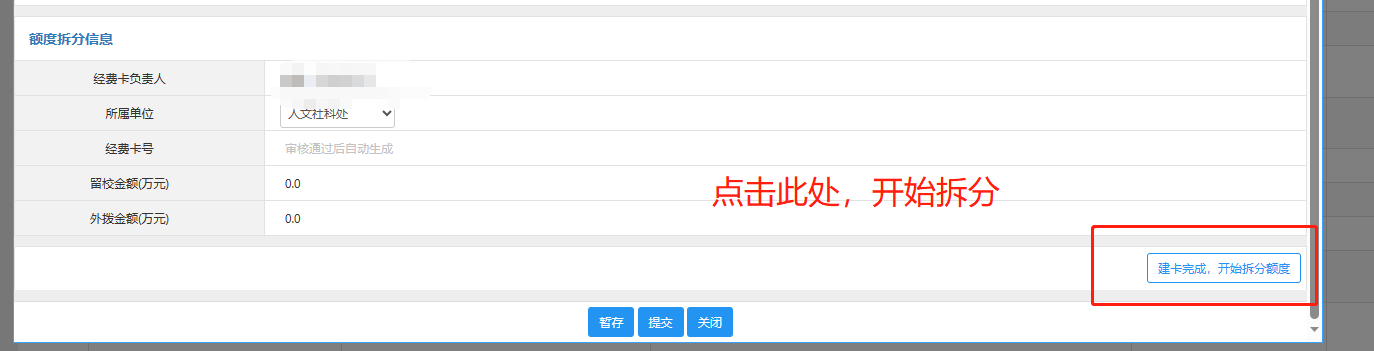 额度拆分信息
经费卡负责人
所属单位
人文社科处
经费卡号
审核通过后自动生成
留校金额(万元)
0.0
点击此处，开始拆分
外拨金额(万元)
0.0
建卡完成，开始拆分额度
暂存
提交
关闭